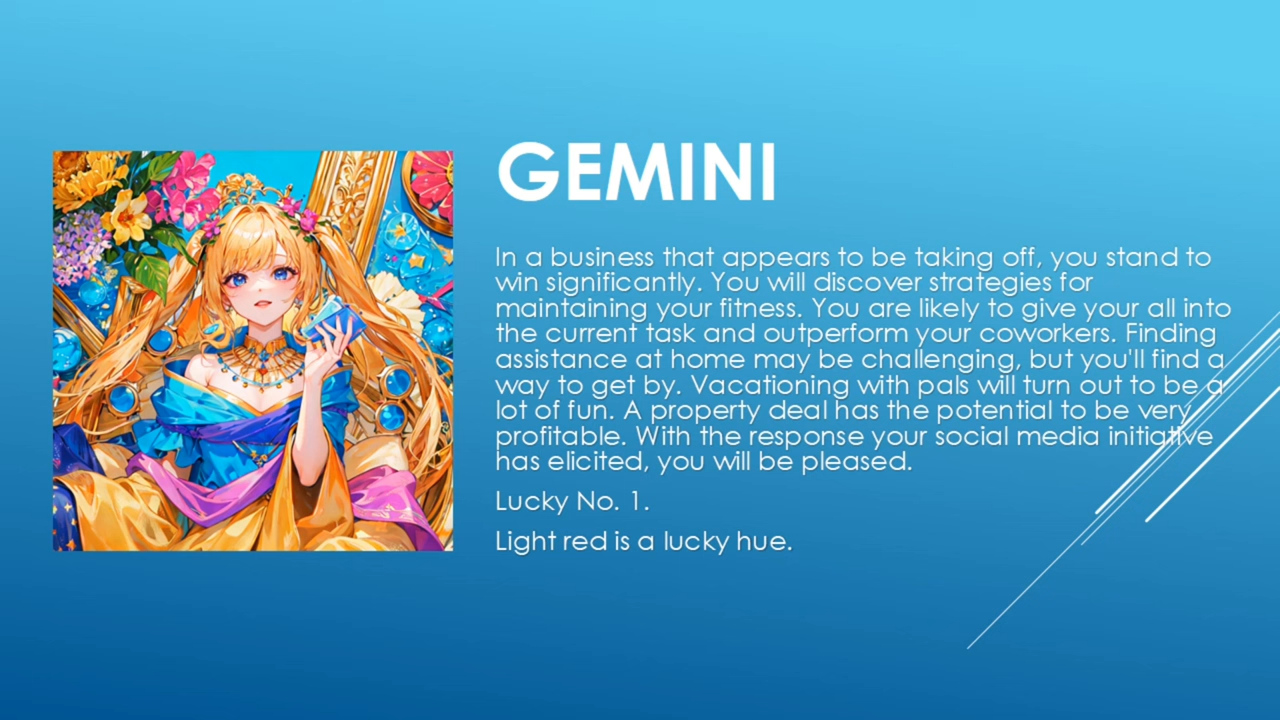 GEMINI
In a business that appears to be taking off, you stand to
win significantly. You will discover strategies for
maintaining your fitness. You are likely to give your all into
the current task and outperform your coworkers. Finding
assistance at home may be challenging, but you'll find a
way to get by. Vacationing with pals will turn out to be a
lot of fun. A property deal has the potential to be very
profitable. With the response your social media initiative
has elicited, you will be pleased.
Lucky No. 1.
Light red is a lucky hue.